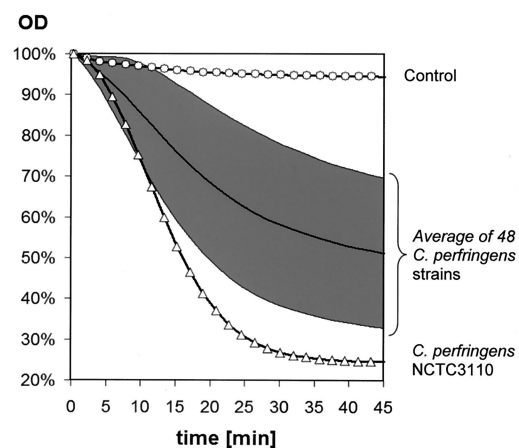 OD
100%
90%
80%
70%
60%
50%
40%
30%
20%
0 5 10 15 20 25 30 35 40 45
time [min]
Control
Average of 48
C. perfringens
strains
C. perfringens
NCTC3110